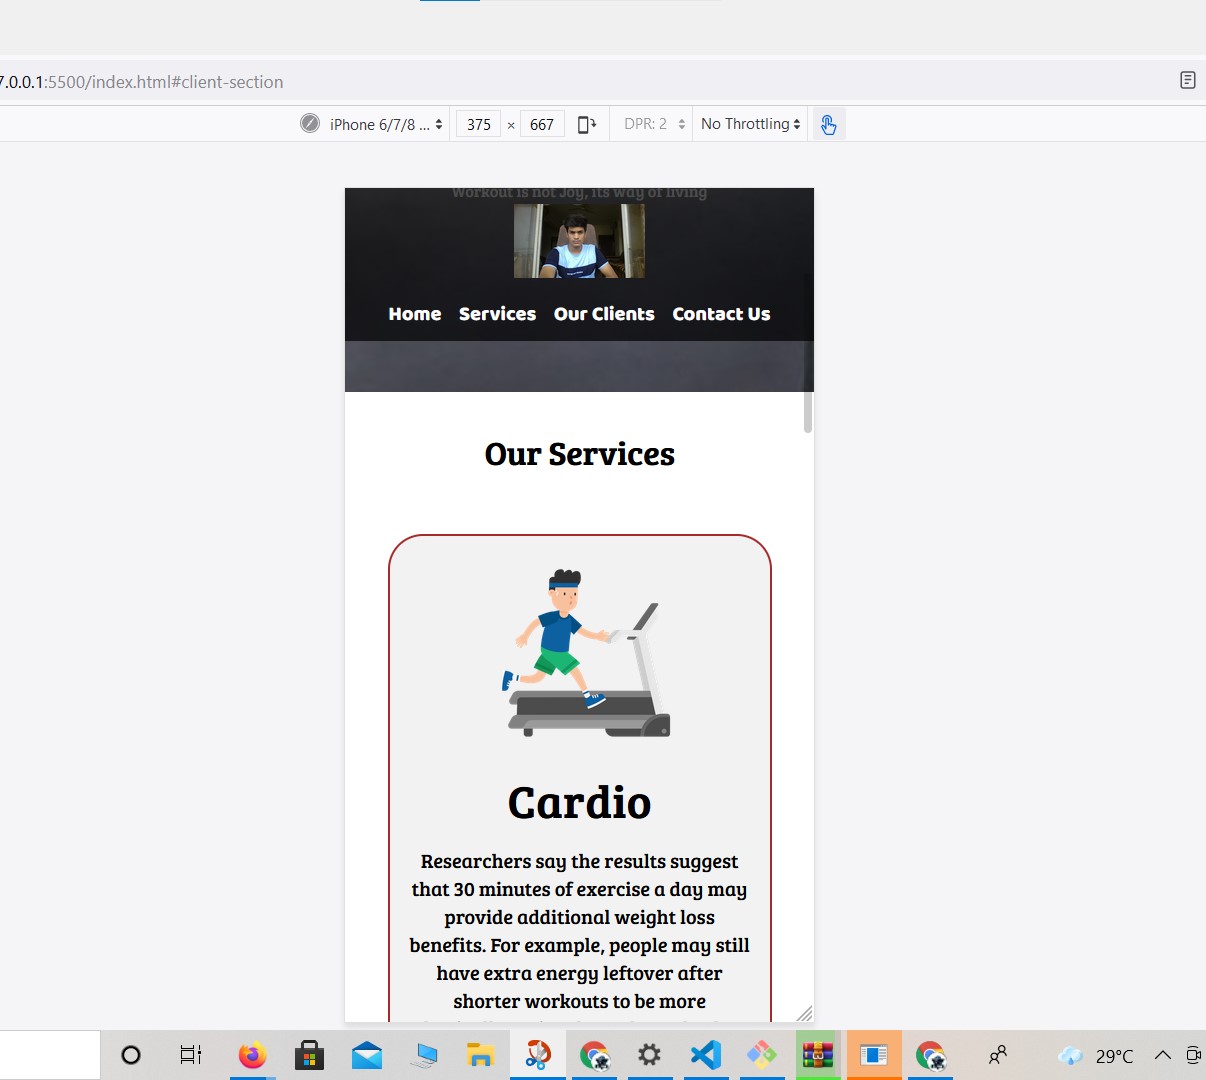 7.0.0.1:5500/index.html#client-section
iPhone 6/7/8 ... 375 × 667 DPR: 2 No Throttling
Workout is not Joy, its way of living
Home Services Our Clients Contact Us
Our Services
Cardio
Researchers say the results suggest
that 30 minutes of exercise a day may
provide additional weight loss
benefits. For example, people may still
have extra energy leftover after
shorter workouts to be more
29°C